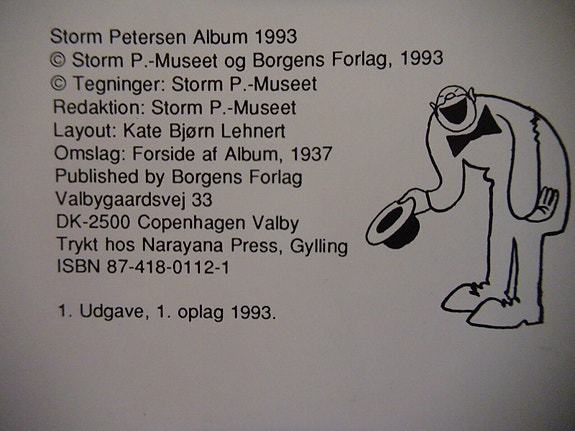 Storm Petersen Album 1993
© Storm P.-Museet og Borgens Forlag, 1993
© Tegninger: Storm P.-Museet
Redaktion: Storm P.-Museet
Layout: Kate Bjørn Lehnert
Omslag: Forside af Album, 1937
Published by Borgens Forlag
Valbygaardsvej 33
DK-2500 Copenhagen Valby
Trykt hos Narayana Press, Gylling
ISBN 87-418-0112-1
1. Udgave, 1. oplag 1993.